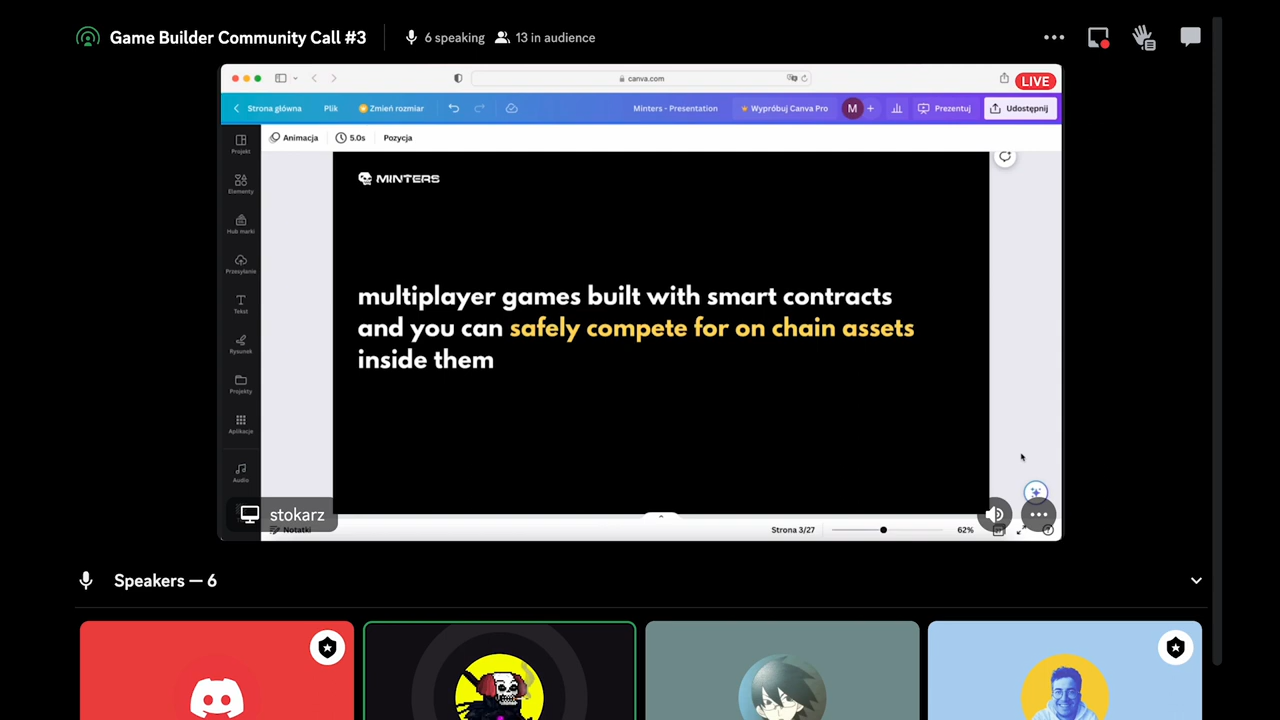 Game Builder Community Call #3
6 speaking
13 in audience
canva.com
LIVE
Strona główna
Plik
Zmień rozmiar
Minters - Presentation
Wypróbuj Canva Pro
M
Prezentuj
Udostępnij
Animacja
5.0s
Pozycja
Projekt
Elementy
Hub marki
Przesyłanie
Tekst
Rysunek
Projekty
Aplikacje
Audio
MINTERS
multiplayer games built with smart contracts
and you can safely compete for on chain assets
inside them
stokarz
Notatki
Strona 3/27
62%
Speakers — 6